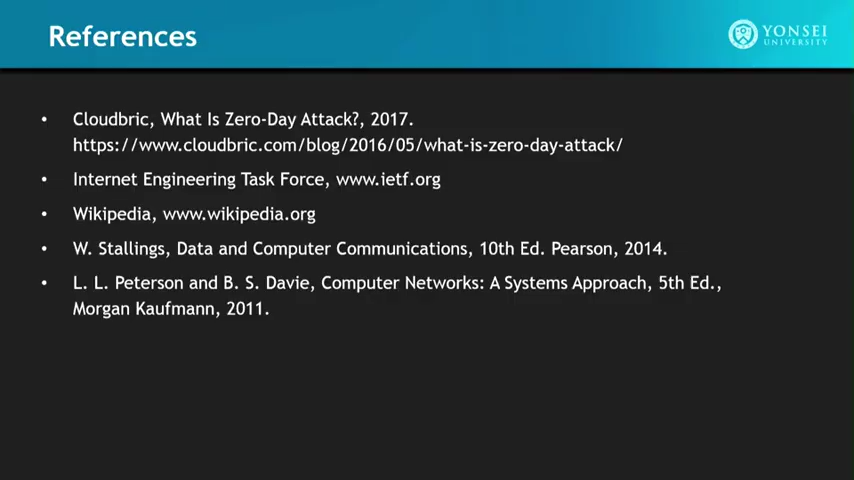 References
YONSEI
UNIVERSITY
• Cloudbric, What Is Zero-Day Attack?, 2017.
https://www.cloudbric.com/blog/2016/05/what-is-zero-day-attack/
• Internet Engineering Task Force, www.ietf.org
• Wikipedia, www.wikipedia.org
• W. Stallings, Data and Computer Communications, 10th Ed. Pearson, 2014.
• L. L. Peterson and B. S. Davie, Computer Networks: A Systems Approach, 5th Ed.,
Morgan Kaufmann, 2011.